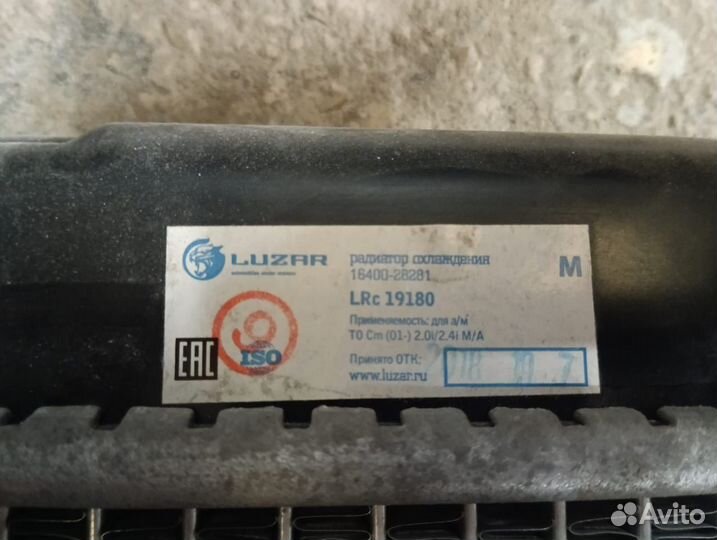 LUZAR
радиатор охлаждения
16400-28281
M
LRc 19180
Применяемость: для а/м
TO Cm (01-) 2.0i/2.4i M/A
Принято ОТК:
www.luzar.ru
EAC
9
ISO
Avito